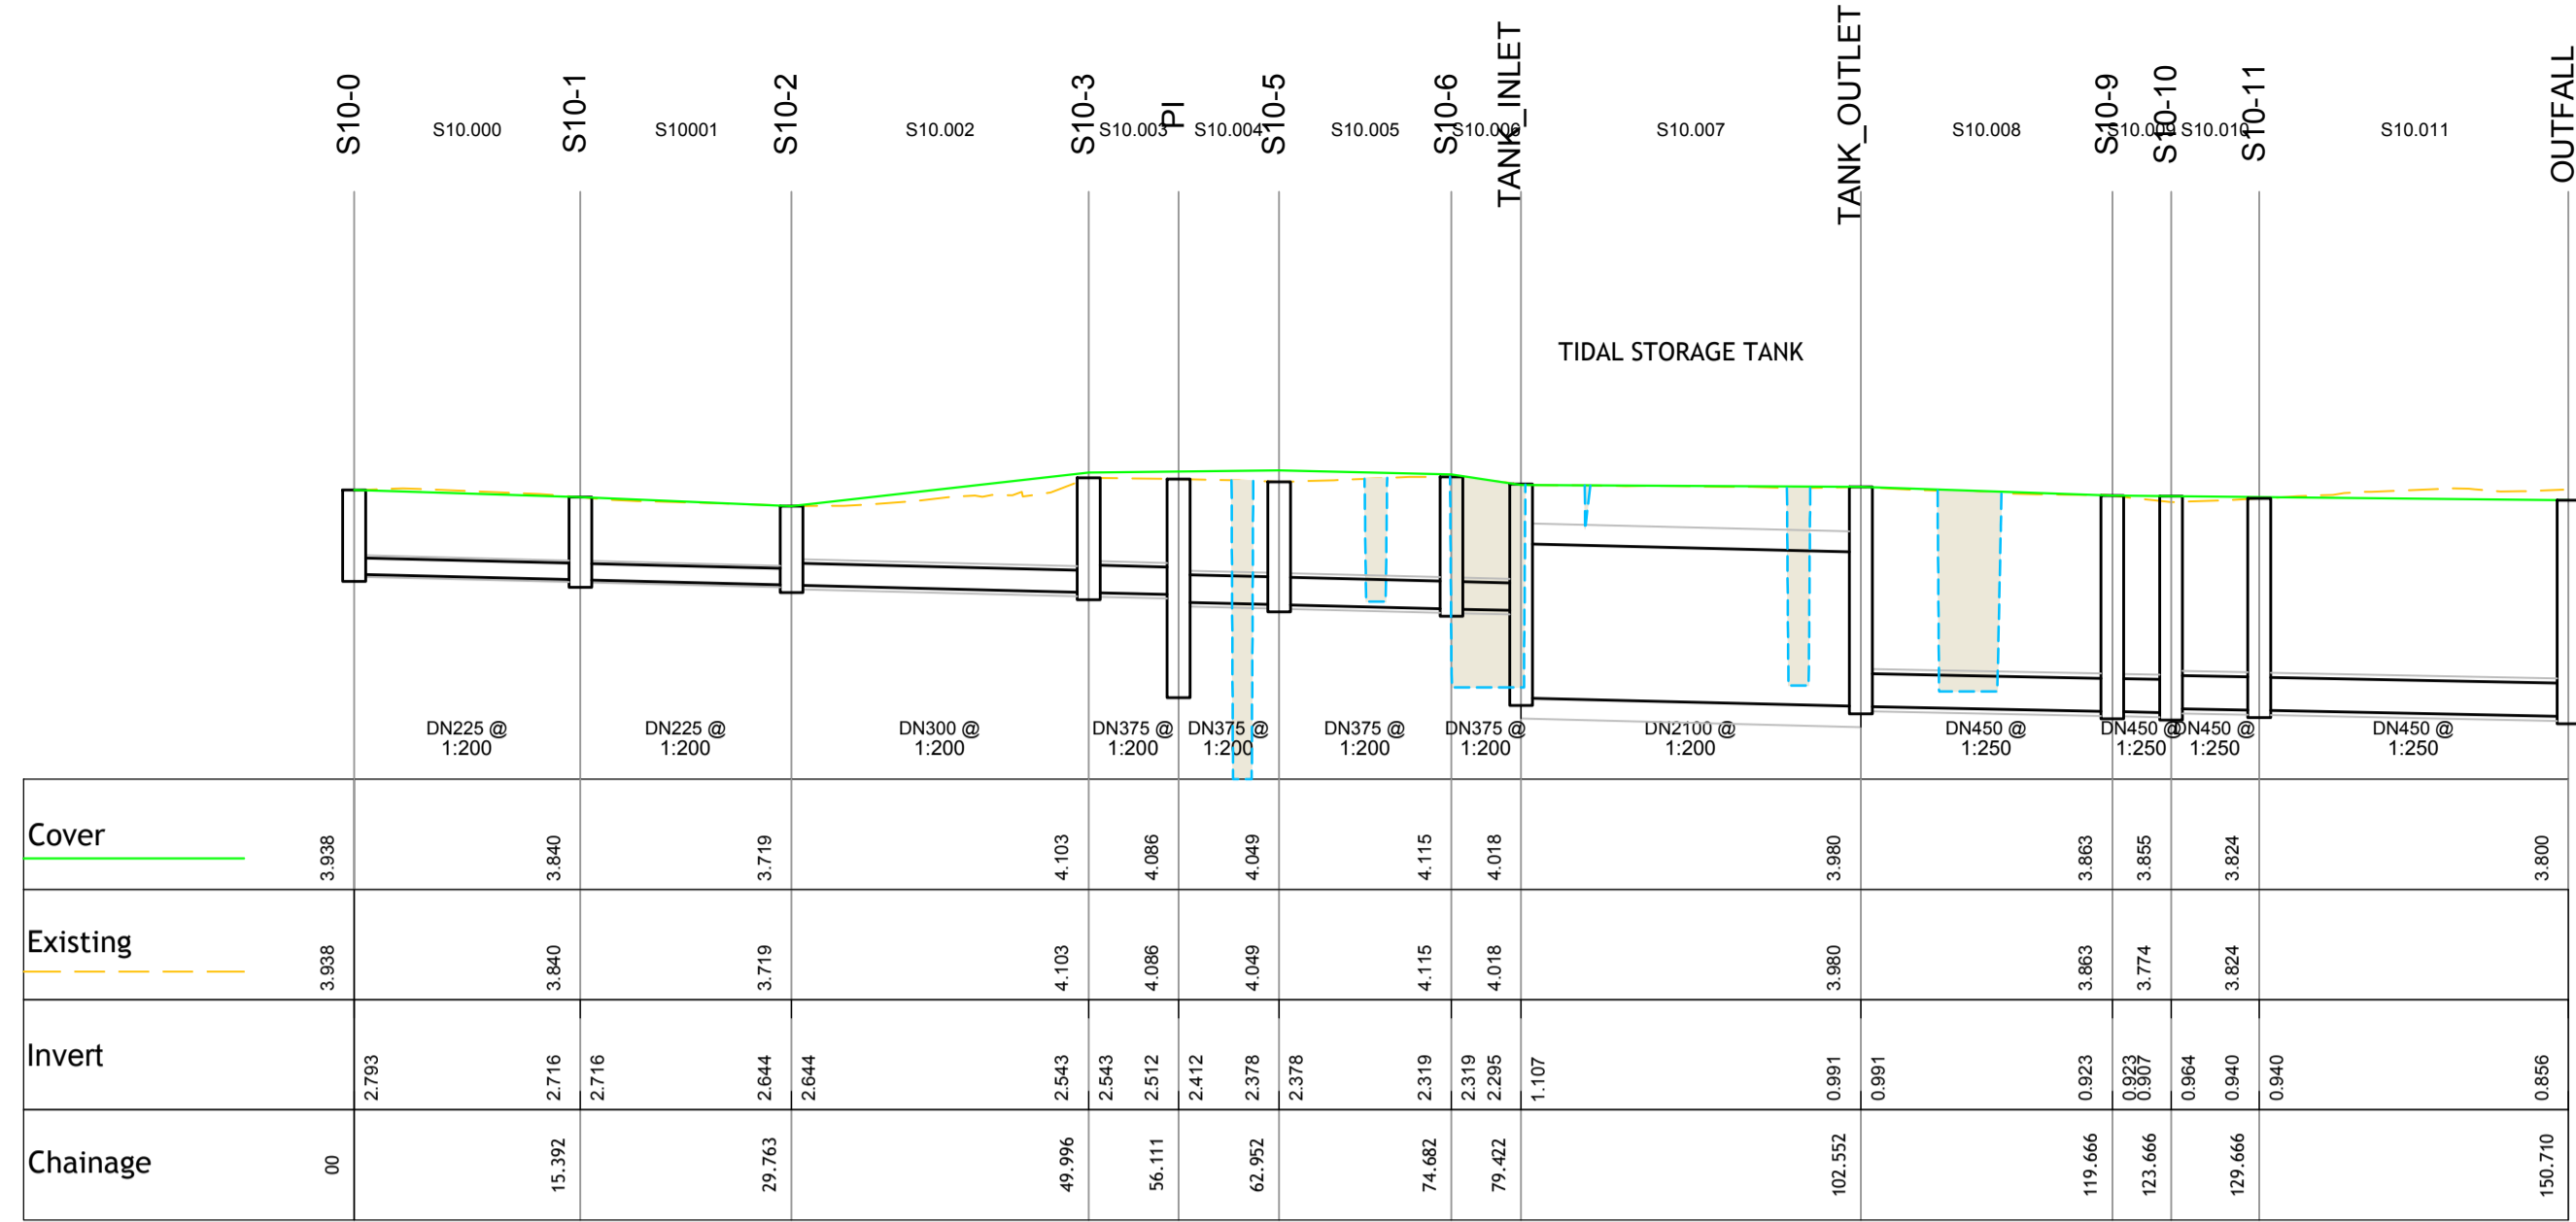 S10-0
S10.000
S10-1
S10001
S10-2
S10.002
S10-3
S10.003
PI
S10.004
S10-5
S10.005
S10-6
S10.006
TANK_INLET
S10.007
TANK_OUTLET
S10.008
S10-9
S10.009
S10-10
S10.010
S10-11
S10.011
OUTFALL
TIDAL STORAGE TANK
DN225 @
1:200
DN225 @
1:200
DN300 @
1:200
DN375 @
1:200
DN375 @
1:200
DN375 @
1:200
DN375 @
1:200
DN2100 @
1:200
DN450 @
1:250
DN450 @
1:250
DN450 @
1:250
DN450 @
1:250
Cover
3.938
3.840
3.719
4.103
4.086
4.049
4.115
4.018
3.980
3.863
3.855
3.824
3.800
Existing
3.938
3.840
3.719
4.103
4.086
4.049
4.115
4.018
3.980
3.863
3.774
3.824
Invert
2.793
2.716
2.716
2.644
2.644
2.543
2.543
2.512
2.412
2.378
2.378
2.319
2.319
2.295
1.107
0.991
0.991
0.923
0.923
0.907
0.964
0.940
0.940
0.856
Chainage
00
15.392
29.763
49.996
56.111
62.952
74.682
79.422
102.552
119.666
123.666
129.666
150.710